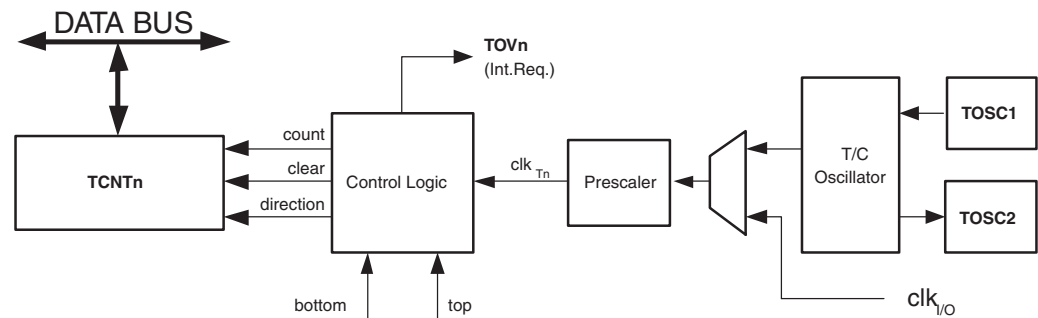 DATA BUS
TOVn
(Int.Req.)
TCNTn
count
clear
direction
Control Logic
clk Tn
Prescaler
T/C
Oscillator
TOSC1
TOSC2
bottom
top
clkI/O